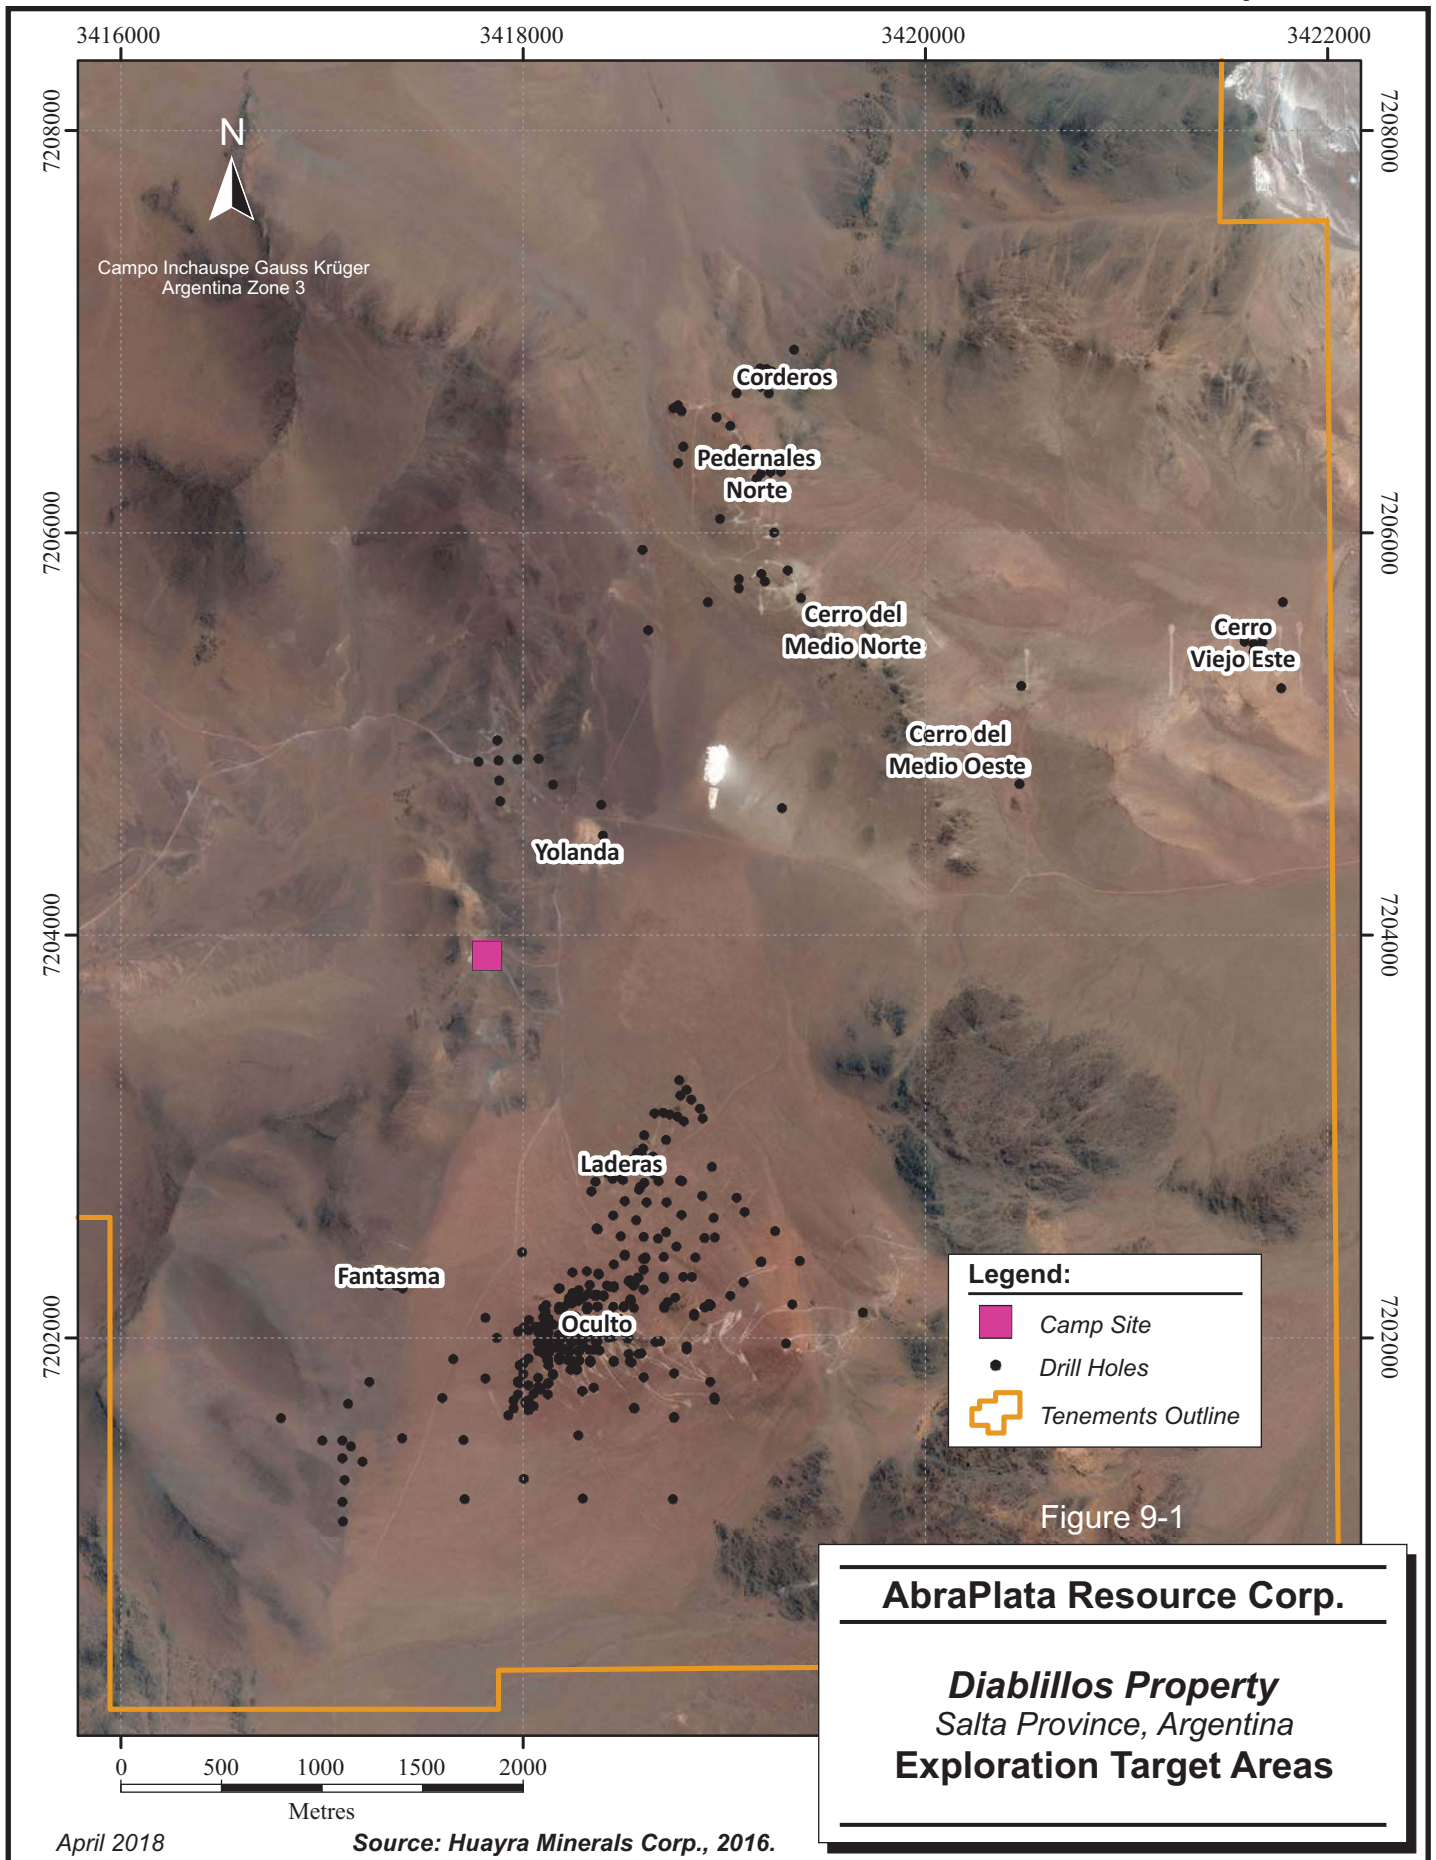 3416000 3418000 3420000 3422000
7208000 7208000
N
Campo Inchauspe Gauss Krüger
Argentina Zone 3
Corderos
Pedernales
Norte
7206000 7206000
Cerro del
Medio Norte
Cerro
Viejo Este
Cerro del
Medio Oeste
Yolanda
7204000 7204000
Laderas
Fantasma
Oculto
7202000 7202000
Legend:
Camp Site
Drill Holes
Tenements Outline
Figure 9-1
AbraPlata Resource Corp.
Diablillos Property
Salta Province, Argentina
Exploration Target Areas
0 500 1000 1500 2000
Metres
April 2018
Source: Huayra Minerals Corp., 2016.